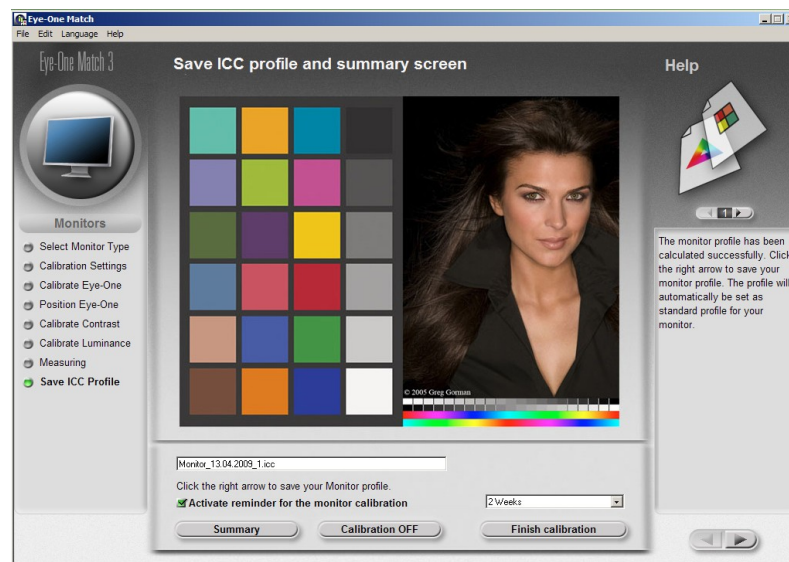 Eye-One Match
File Edit Language Help
Eye-One Match 3
Save ICC profile and summary screen
Help
Monitors
Select Monitor Type
Calibration Settings
Calibrate Eye-One
Position Eye-One
Calibrate Contrast
Calibrate Luminance
Measuring
Save ICC Profile
© 2005 Greg Gorman
1
The monitor profile has been
calculated successfully. Click
the right arrow to save your
monitor profile. The profile will
automatically be set as
standard profile for your
monitor.
Monitor_13.04.2009_1.icc
Click the right arrow to save your Monitor profile.
Activate reminder for the monitor calibration
2 Weeks
Summary
Calibration OFF
Finish calibration